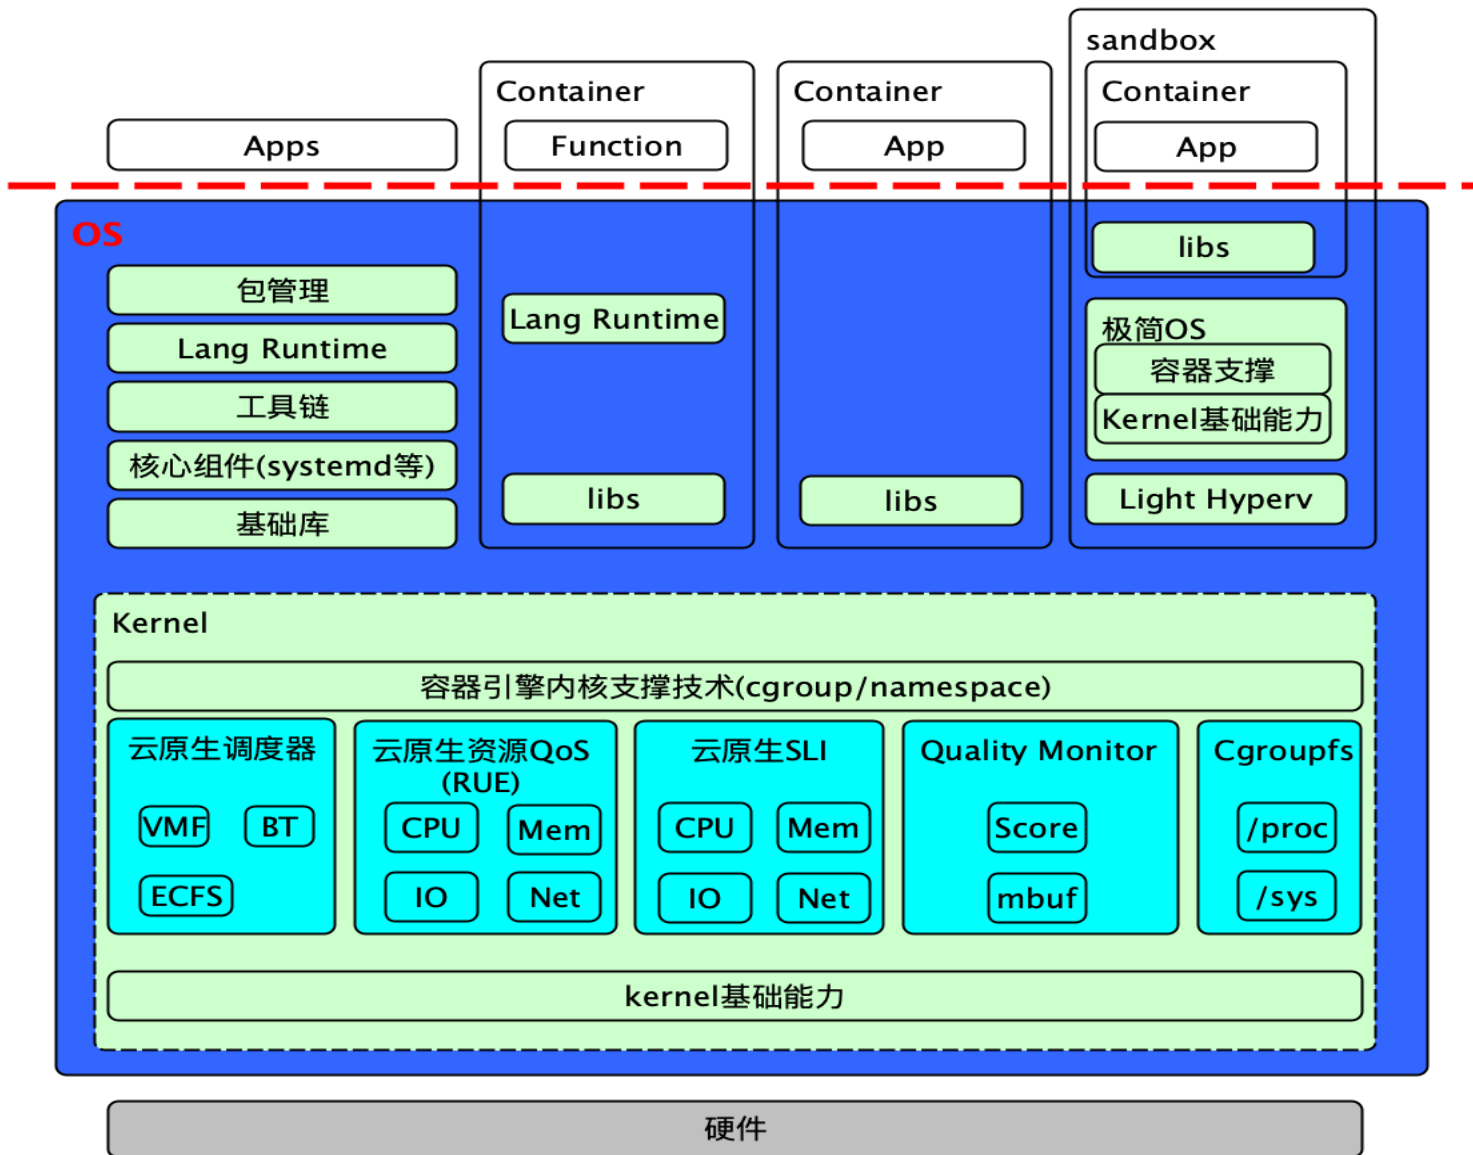 sandbox
Container
Container
Container
Apps
Function
App
App
OS
libs
包管理
Lang Runtime
Lang Runtime
极简OS
容器支撑
Kernel基础能力
工具链
核心组件(systemd等)
libs
libs
Light Hyperv
基础库
Kernel
容器引擎内核支撑技术(cgroup/namespace)
云原生调度器
VMF
BT
ECFS
云原生资源QoS
(RUE)
CPU
Mem
IO
Net
云原生SLI
CPU
Mem
IO
Net
Quality Monitor
Score
mbuf
Cgroupfs
/proc
/sys
kernel基础能力
硬件